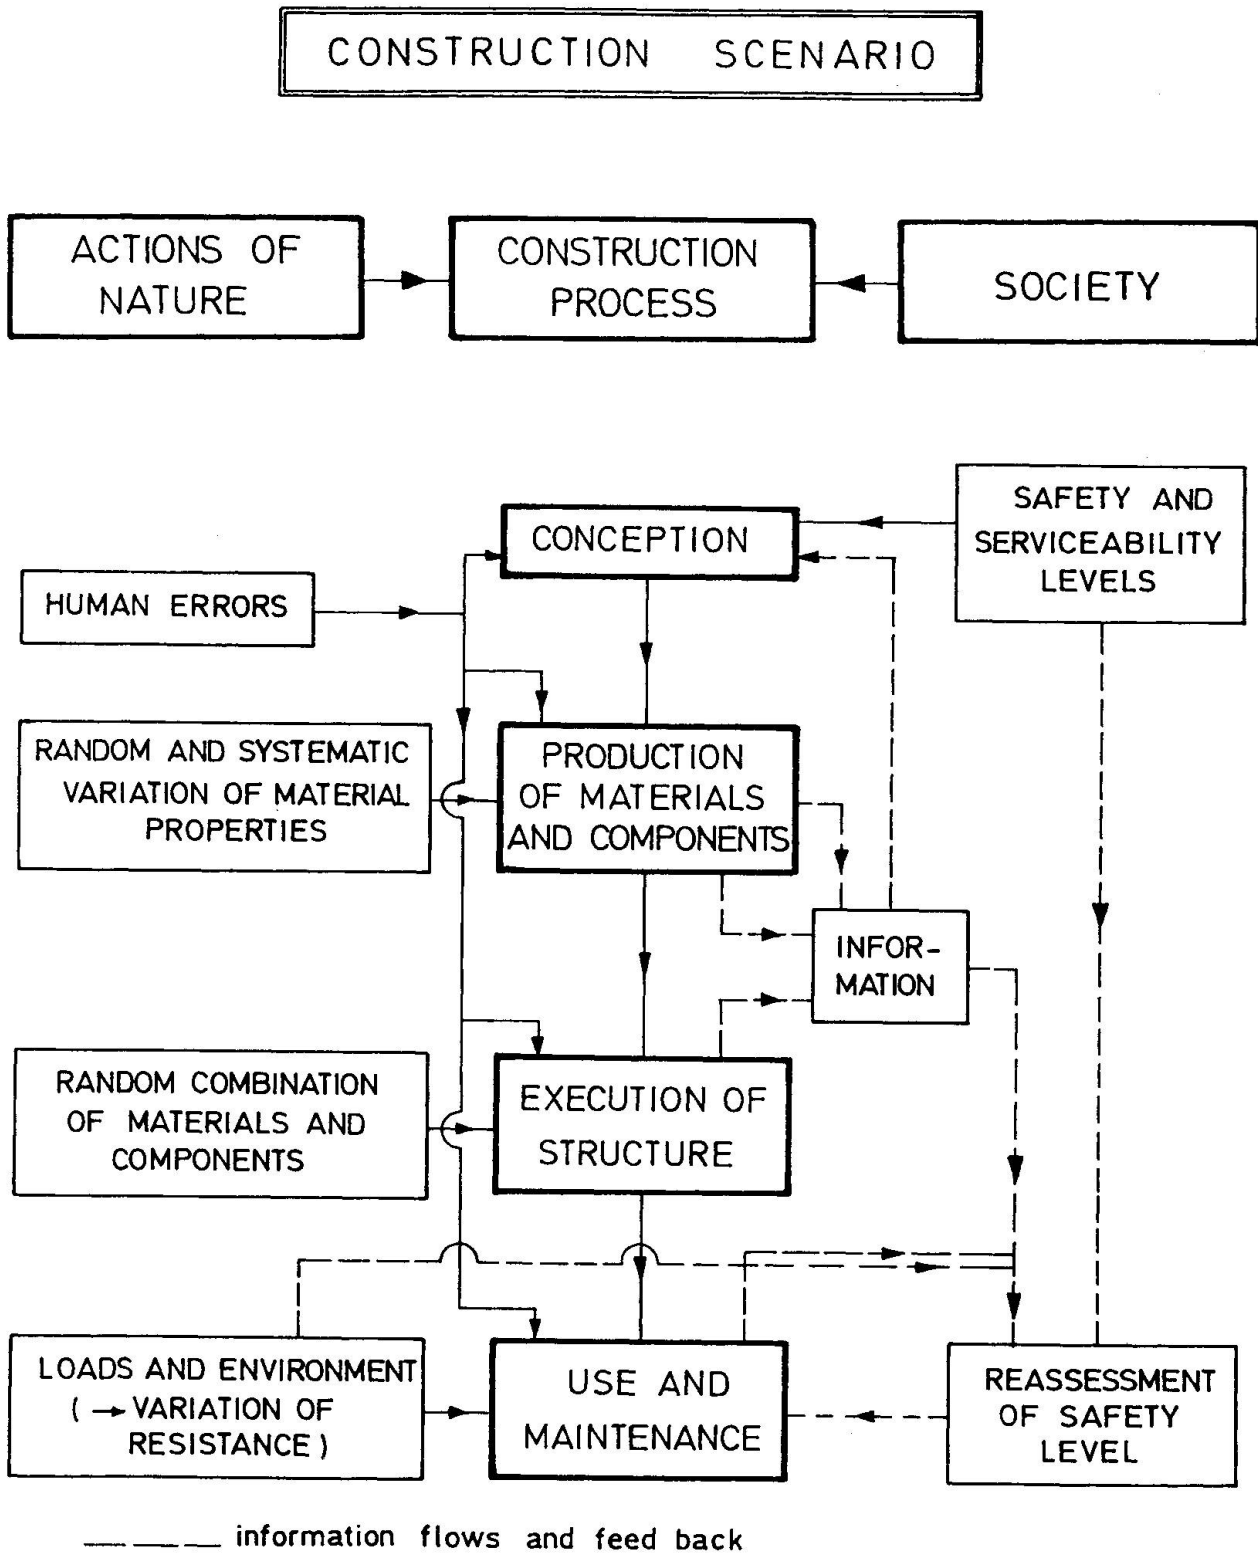 CONSTRUCTION SCENARIO
ACTIONS OF
NATURE
CONSTRUCTION
PROCESS
SOCIETY
SAFETY AND
SERVICEABILITY
LEVELS
CONCEPTION
HUMAN ERRORS
RANDOM AND SYSTEMATIC
VARIATION OF MATERIAL
PROPERTIES
PRODUCTION
OF MATERIALS
AND COMPONENTS
INFOR-
MATION
RANDOM COMBINATION
OF MATERIALS AND
COMPONENTS
EXECUTION OF
STRUCTURE
LOADS AND ENVIRONMENT
( → VARIATION OF
RESISTANCE )
USE AND
MAINTENANCE
REASSESSMENT
OF SAFETY
LEVEL
information flows and feed back